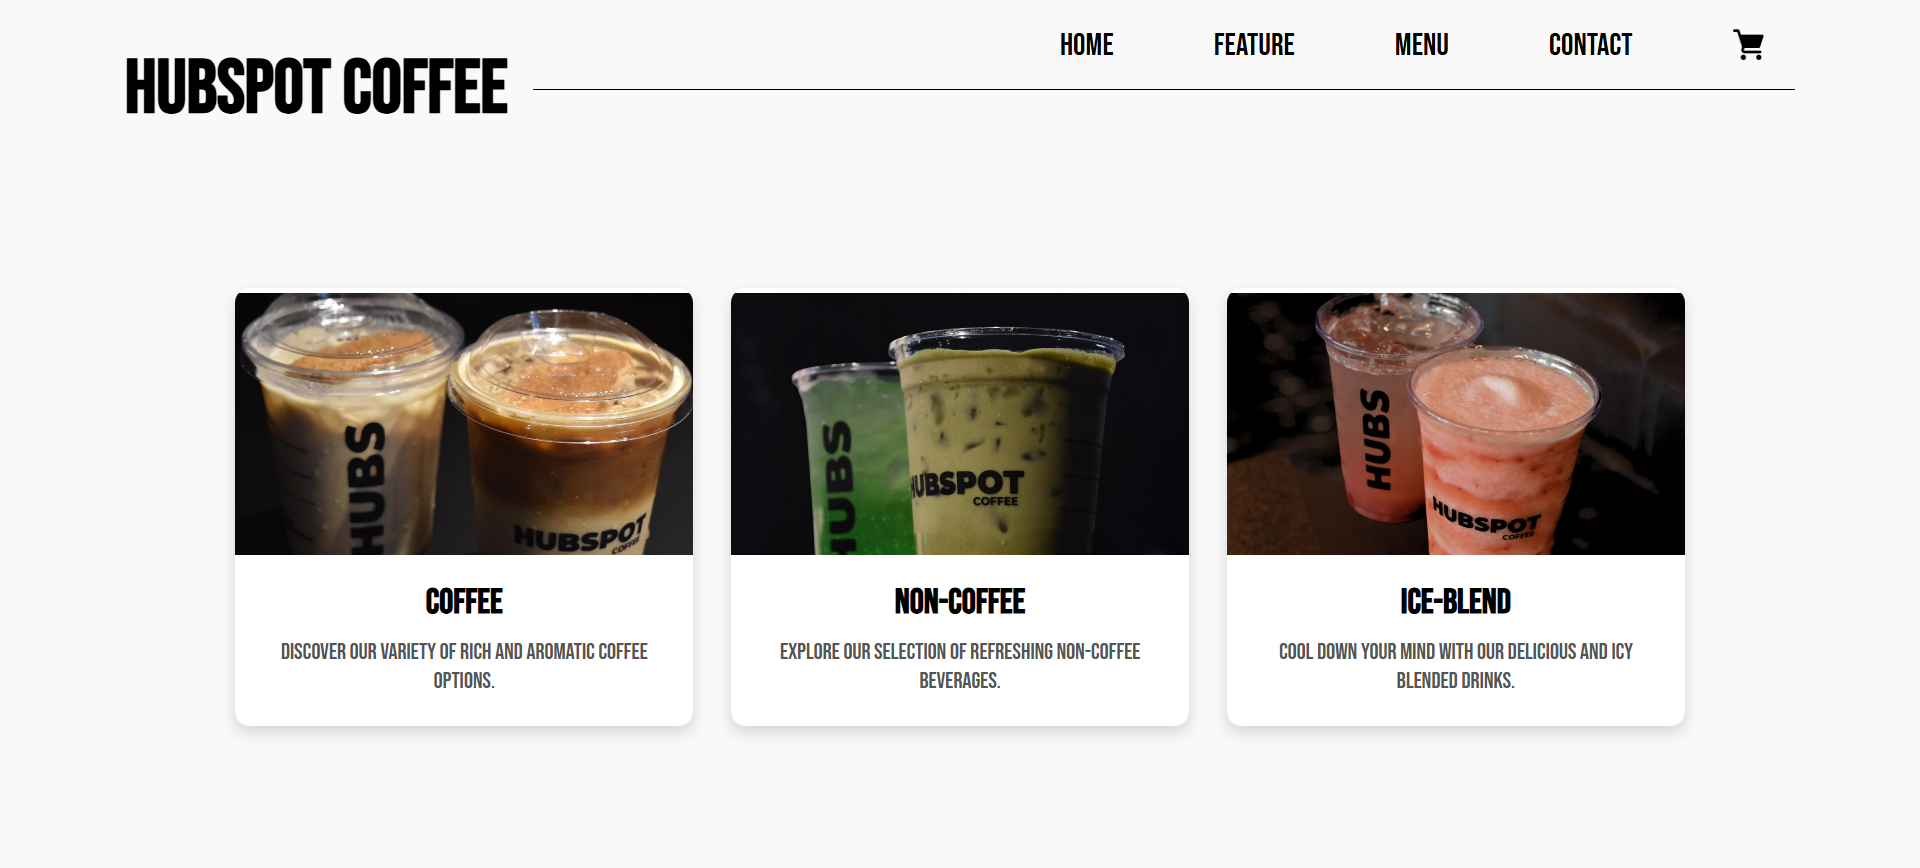 HOME FEATURE MENU CONTACT
HUBSPOT COFFEE
HUBS
HUBSPOT
COFFEE
HUBS
HUBSPOT
COFFEE
HUBS
HUBSPOT
COFFEE
COFFEE
DISCOVER OUR VARIETY OF RICH AND AROMATIC COFFEE
OPTIONS.
NON-COFFEE
EXPLORE OUR SELECTION OF REFRESHING NON-COFFEE
BEVERAGES.
ICE-BLEND
COOL DOWN YOUR MIND WITH OUR DELICIOUS AND ICY
BLENDED DRINKS.